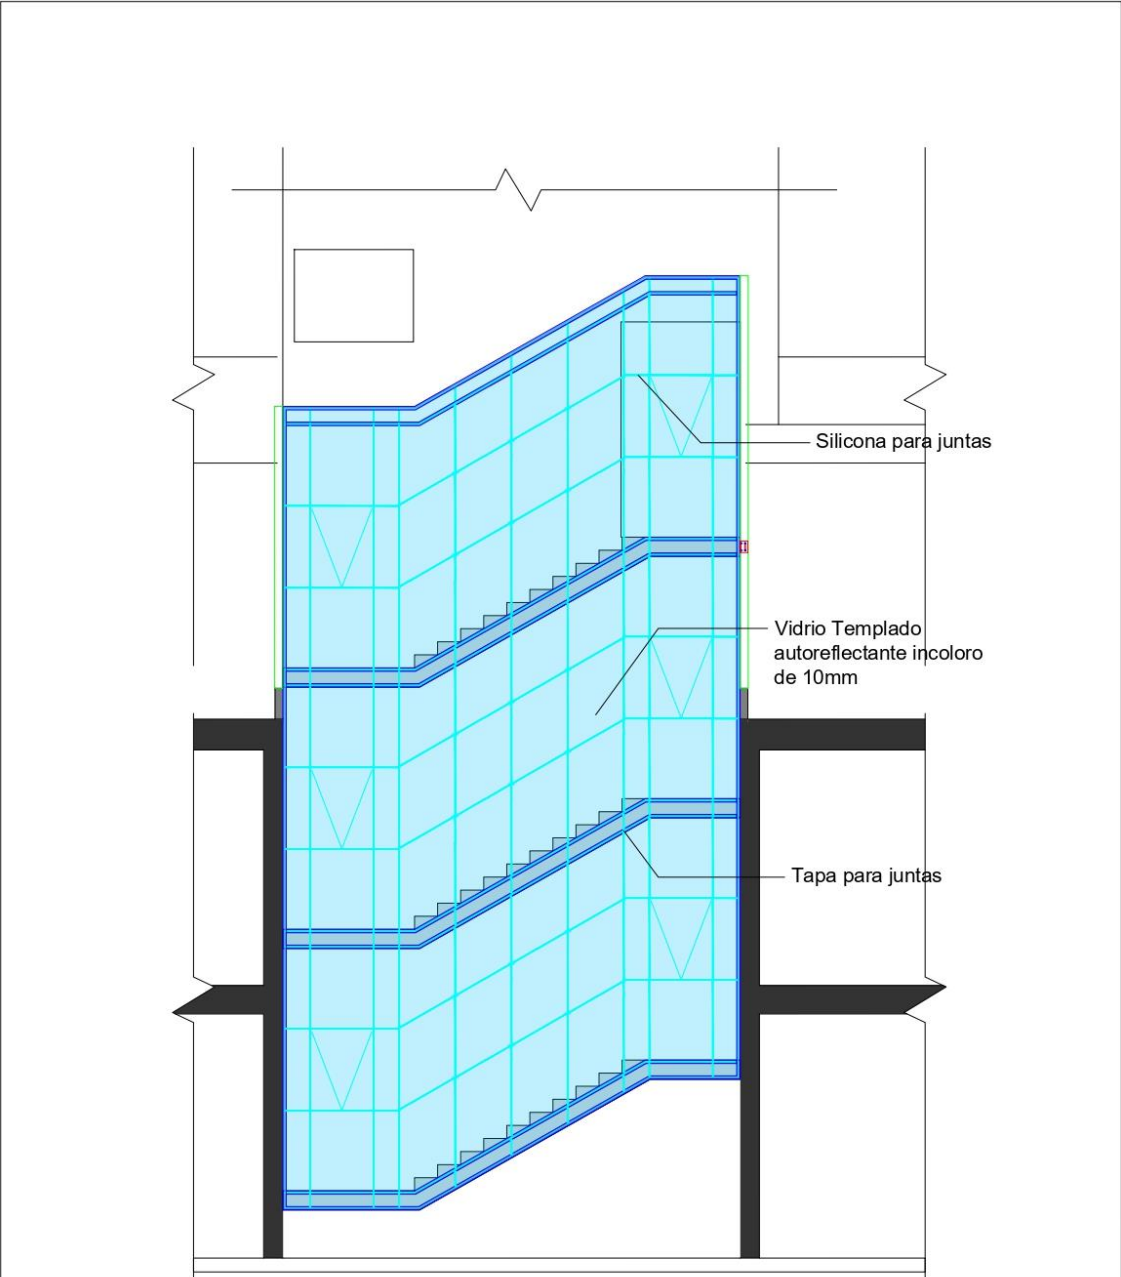 Silicona para juntas
Vidrio Templado
autoreflectante incoloro
de 10mm
Tapa para juntas